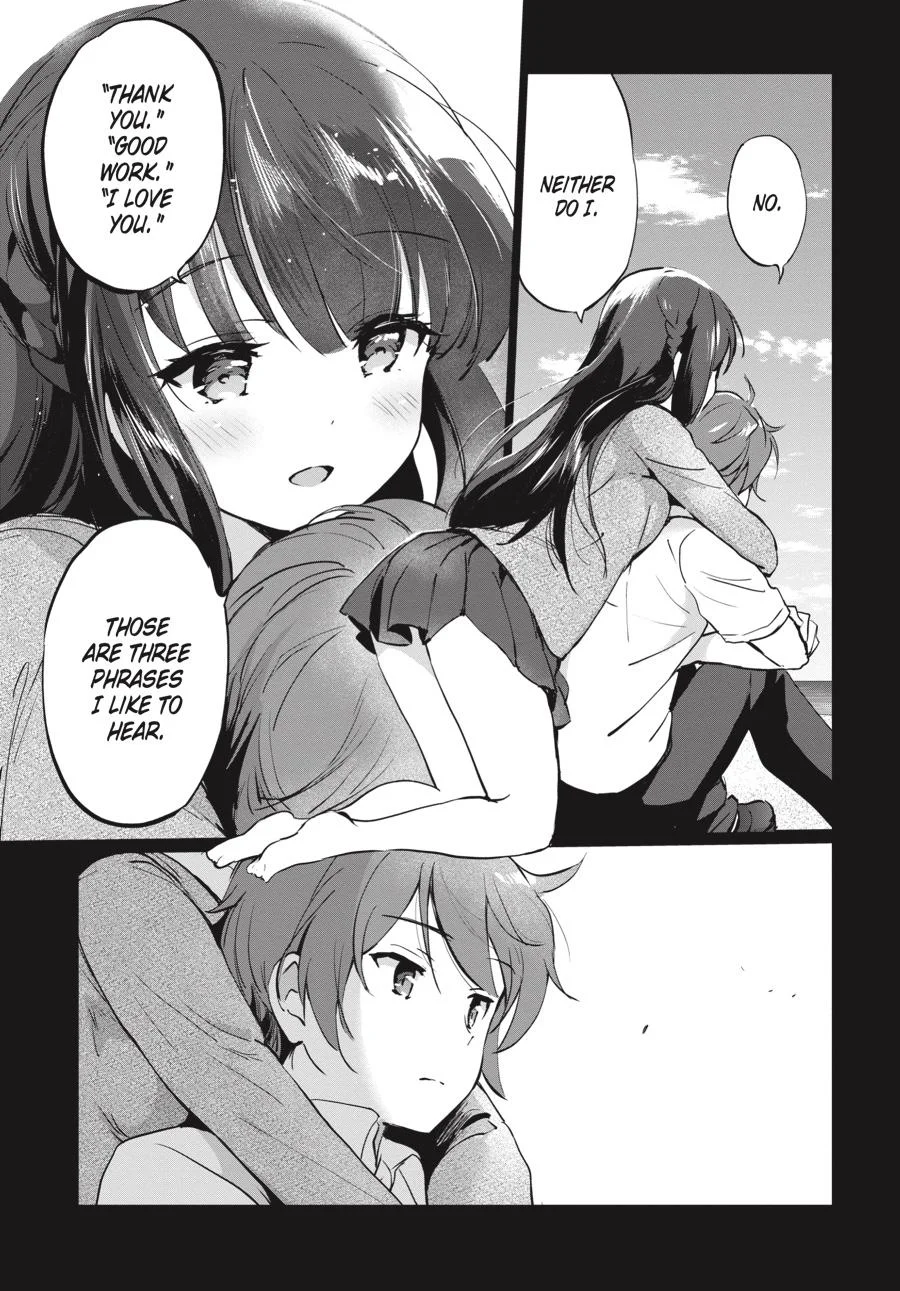 NO.
NEITHER
DO I.
"THANK
YOU."
"GOOD
WORK."
"I LOVE
YOU."
THOSE
ARE THREE
PHRASES
I LIKE TO
HEAR.